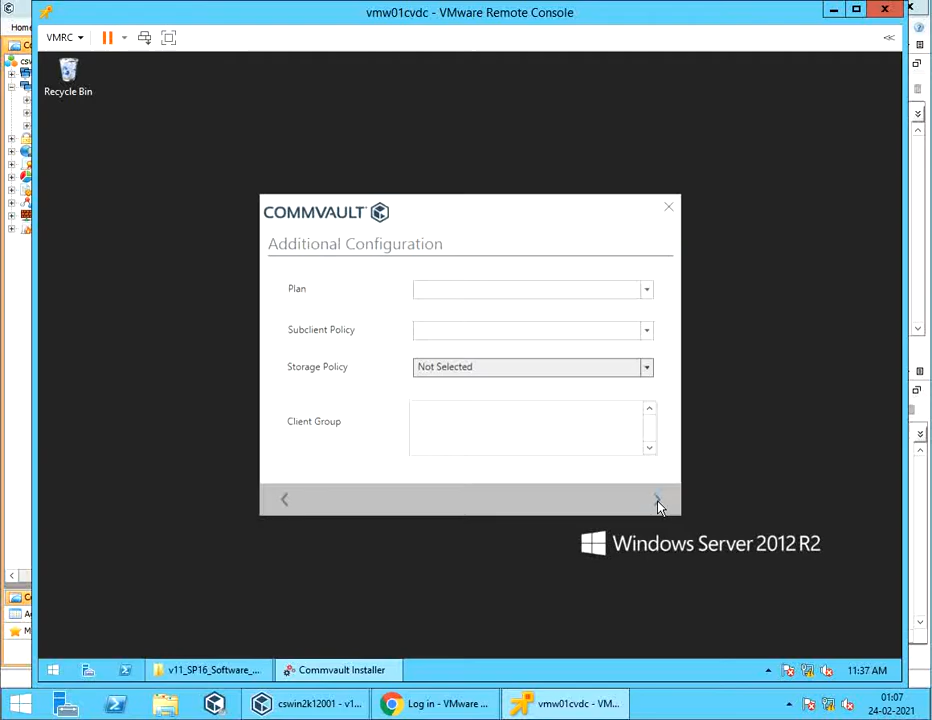 vmw01cvdc - VMware Remote Console
Home
VMRC
Recycle Bin
COMMVAULT
Additional Configuration
Plan
Subclient Policy
Storage Policy
Not Selected
Client Group
Windows Server 2012 R2
v11_SP16_Software_...
Commvault Installer
11:37 AM
cswin2k12001 - v1...
Log in - VMware ...
vmw01cvdc - VM...
01:07
24-02-2021